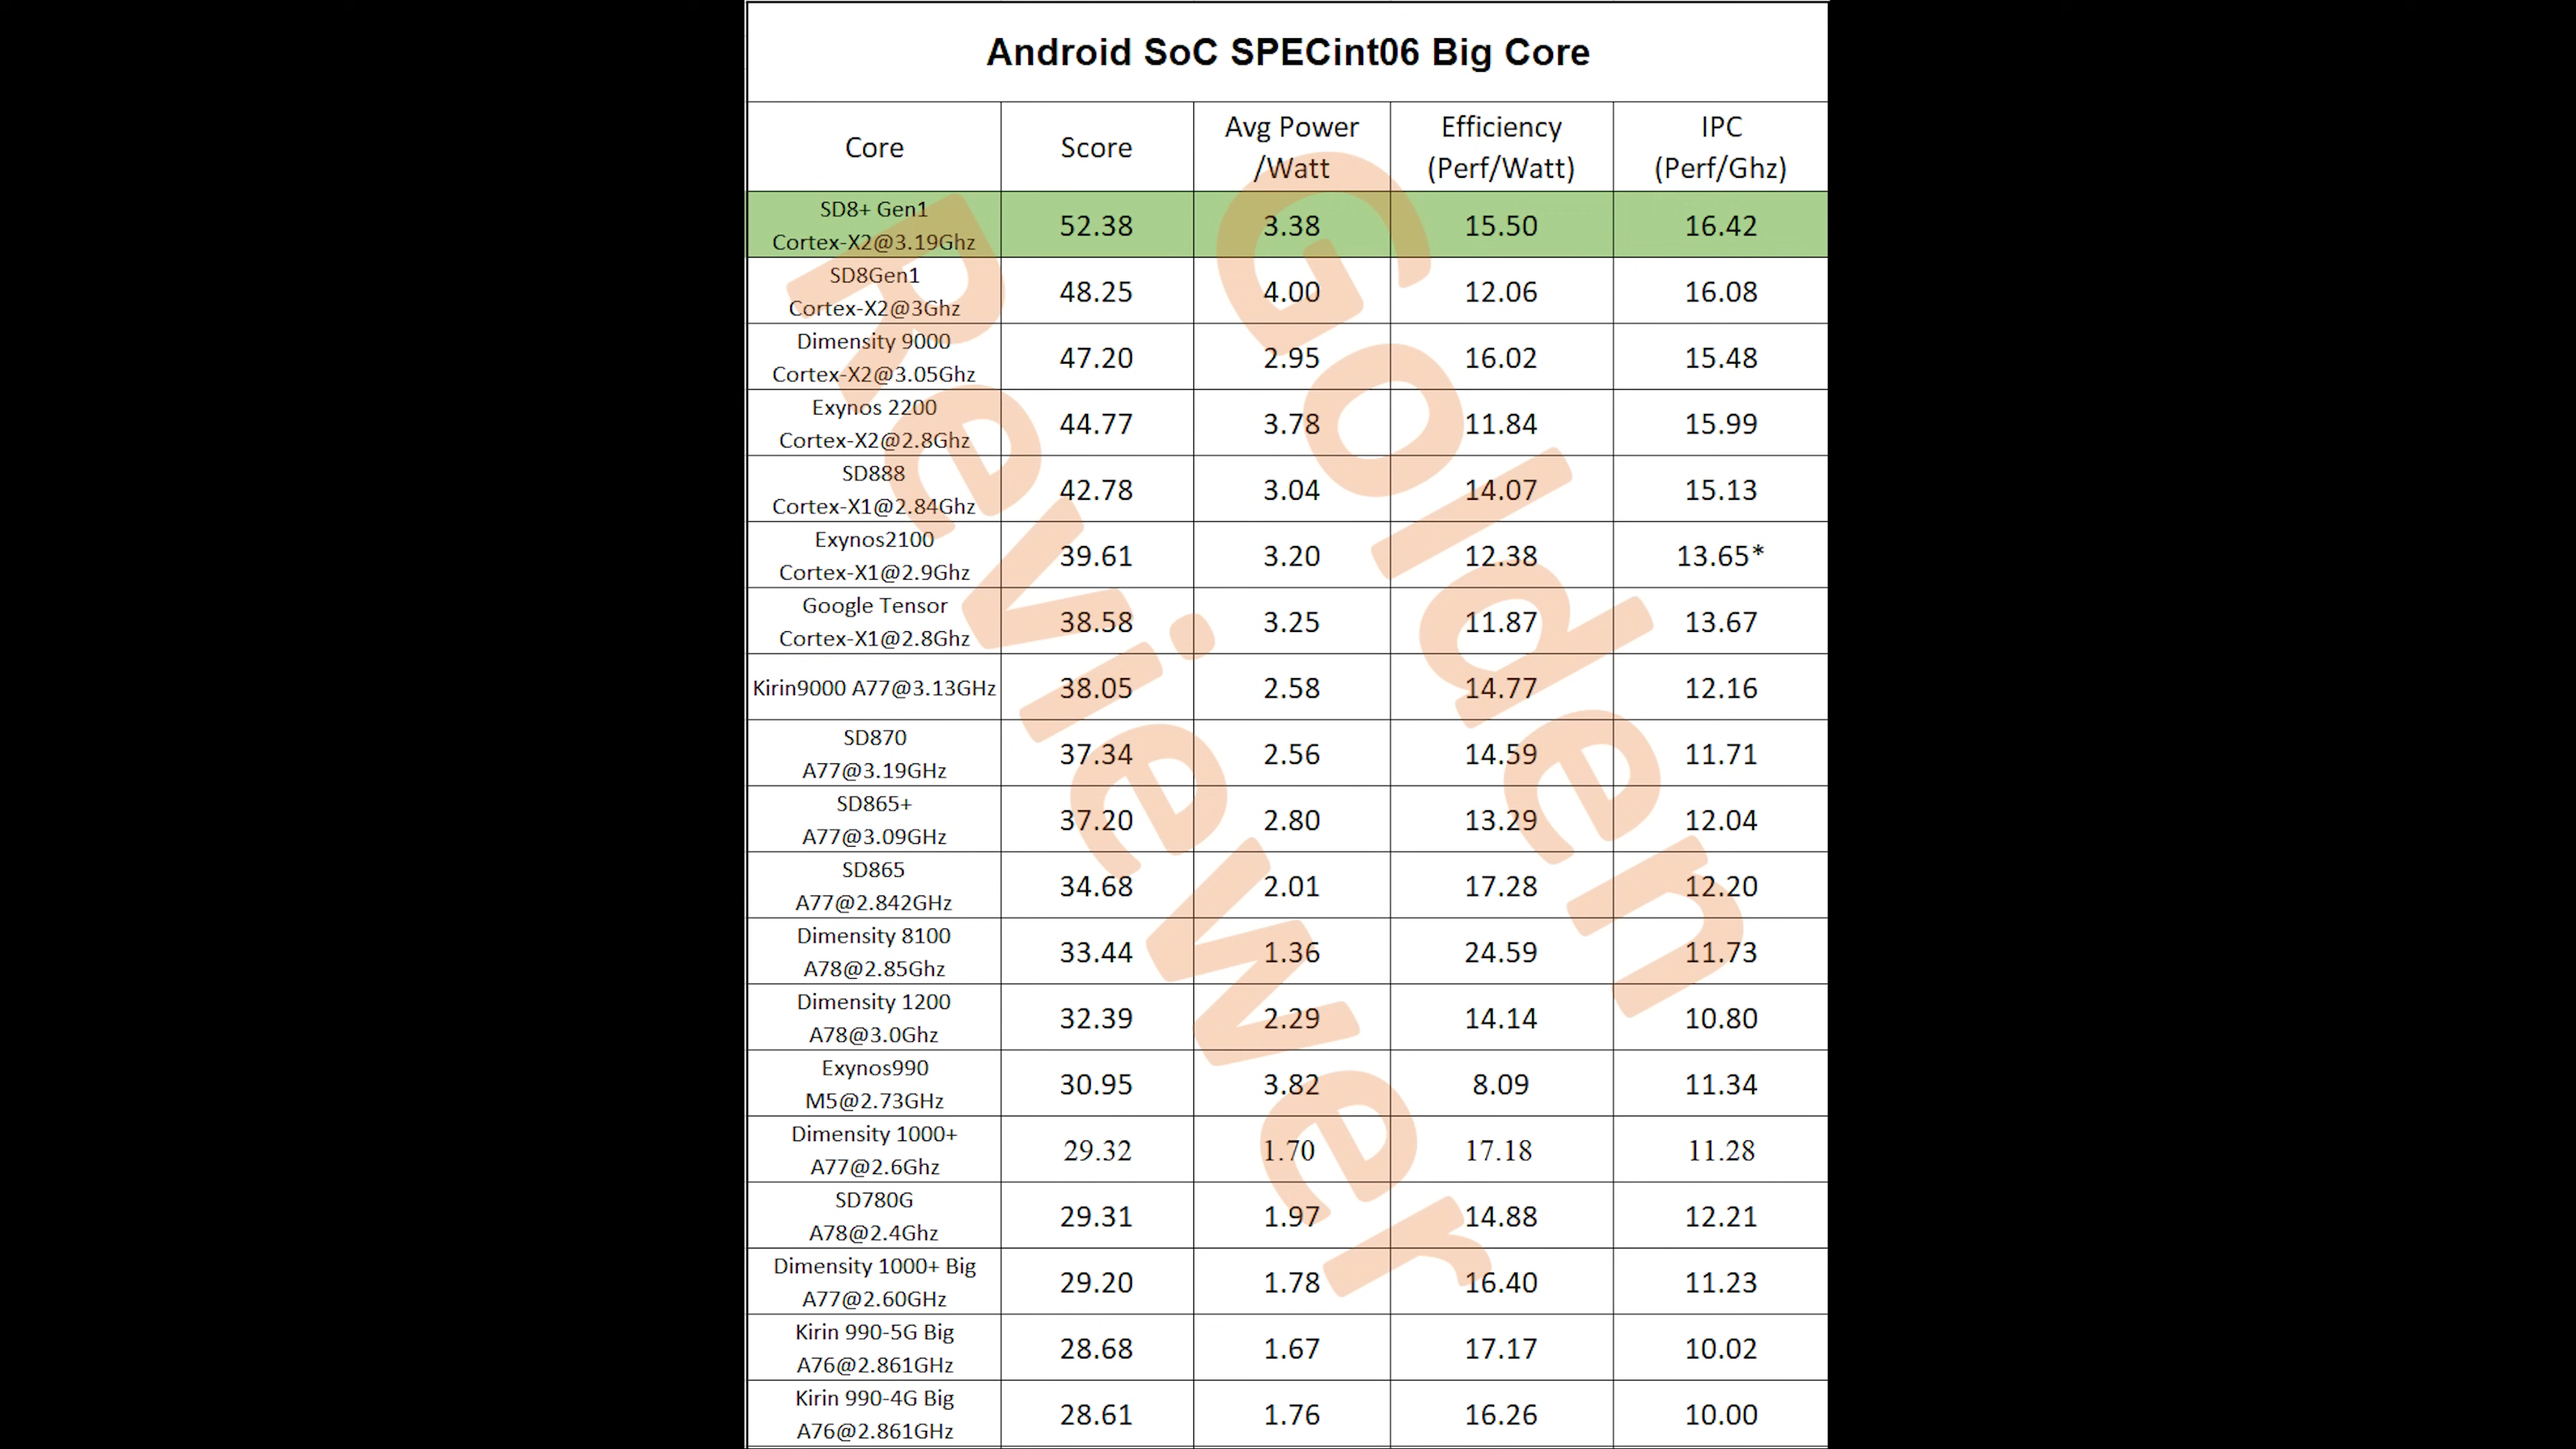 Android SoC SPECint06 Big Core
Core Score Avg Power /Watt Efficiency (Perf/Watt) IPC (Perf/Ghz)
SD8+ Gen1
Cortex-X2@3.19Ghz 52.38 3.38 15.50 16.42
SD8Gen1
Cortex-X2@3Ghz 48.25 4.00 12.06 16.08
Dimensity 9000
Cortex-X2@3.05Ghz 47.20 2.95 16.02 15.48
Exynos 2200
Cortex-X2@2.8Ghz 44.77 3.78 11.84 15.99
SD888
Cortex-X1@2.84Ghz 42.78 3.04 14.07 15.13
Exynos2100
Cortex-X1@2.9Ghz 39.61 3.20 12.38 13.65*
Google Tensor
Cortex-X1@2.8Ghz 38.58 3.25 11.87 13.67
Kirin9000 A77@3.13GHz 38.05 2.58 14.77 12.16
SD870
A77@3.19GHz 37.34 2.56 14.59 11.71
SD865+
A77@3.09GHz 37.20 2.80 13.29 12.04
SD865
A77@2.842GHz 34.68 2.01 17.28 12.20
Dimensity 8100
A78@2.85Ghz 33.44 1.36 24.59 11.73
Dimensity 1200
A78@3.0Ghz 32.39 2.29 14.14 10.80
Exynos990
M5@2.73GHz 30.95 3.82 8.09 11.34
Dimensity 1000+
A77@2.6Ghz 29.32 1.70 17.18 11.28
SD780G
A78@2.4Ghz 29.31 1.97 14.88 12.21
Dimensity 1000+ Big
A77@2.60GHz 29.20 1.78 16.40 11.23
Kirin 990-5G Big
A76@2.861GHz 28.68 1.67 17.17 10.02
Kirin 990-4G Big
A76@2.861GHz 28.61 1.76 16.26 10.00
Golden
Reviewer